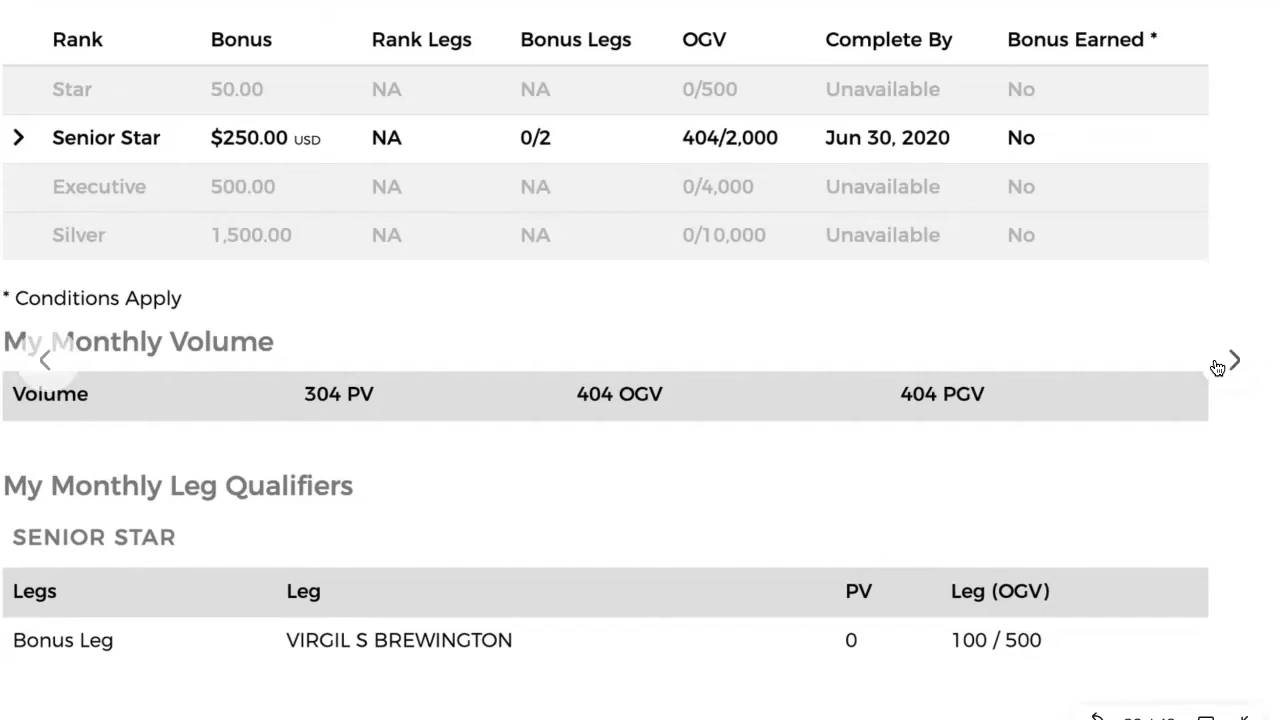 Rank Bonus Rank Legs Bonus Legs OGV Complete By Bonus Earned *
Star 50.00 NA NA 0/500 Unavailable No
Senior Star $250.00 USD NA 0/2 404/2,000 Jun 30, 2020 No
Executive 500.00 NA NA 0/4,000 Unavailable No
Silver 1,500.00 NA NA 0/10,000 Unavailable No
* Conditions Apply
My Monthly Volume
Volume 304 PV 404 OGV 404 PGV
My Monthly Leg Qualifiers
SENIOR STAR
Legs Leg PV Leg (OGV)
Bonus Leg VIRGIL S BREWINGTON 0 100 / 500